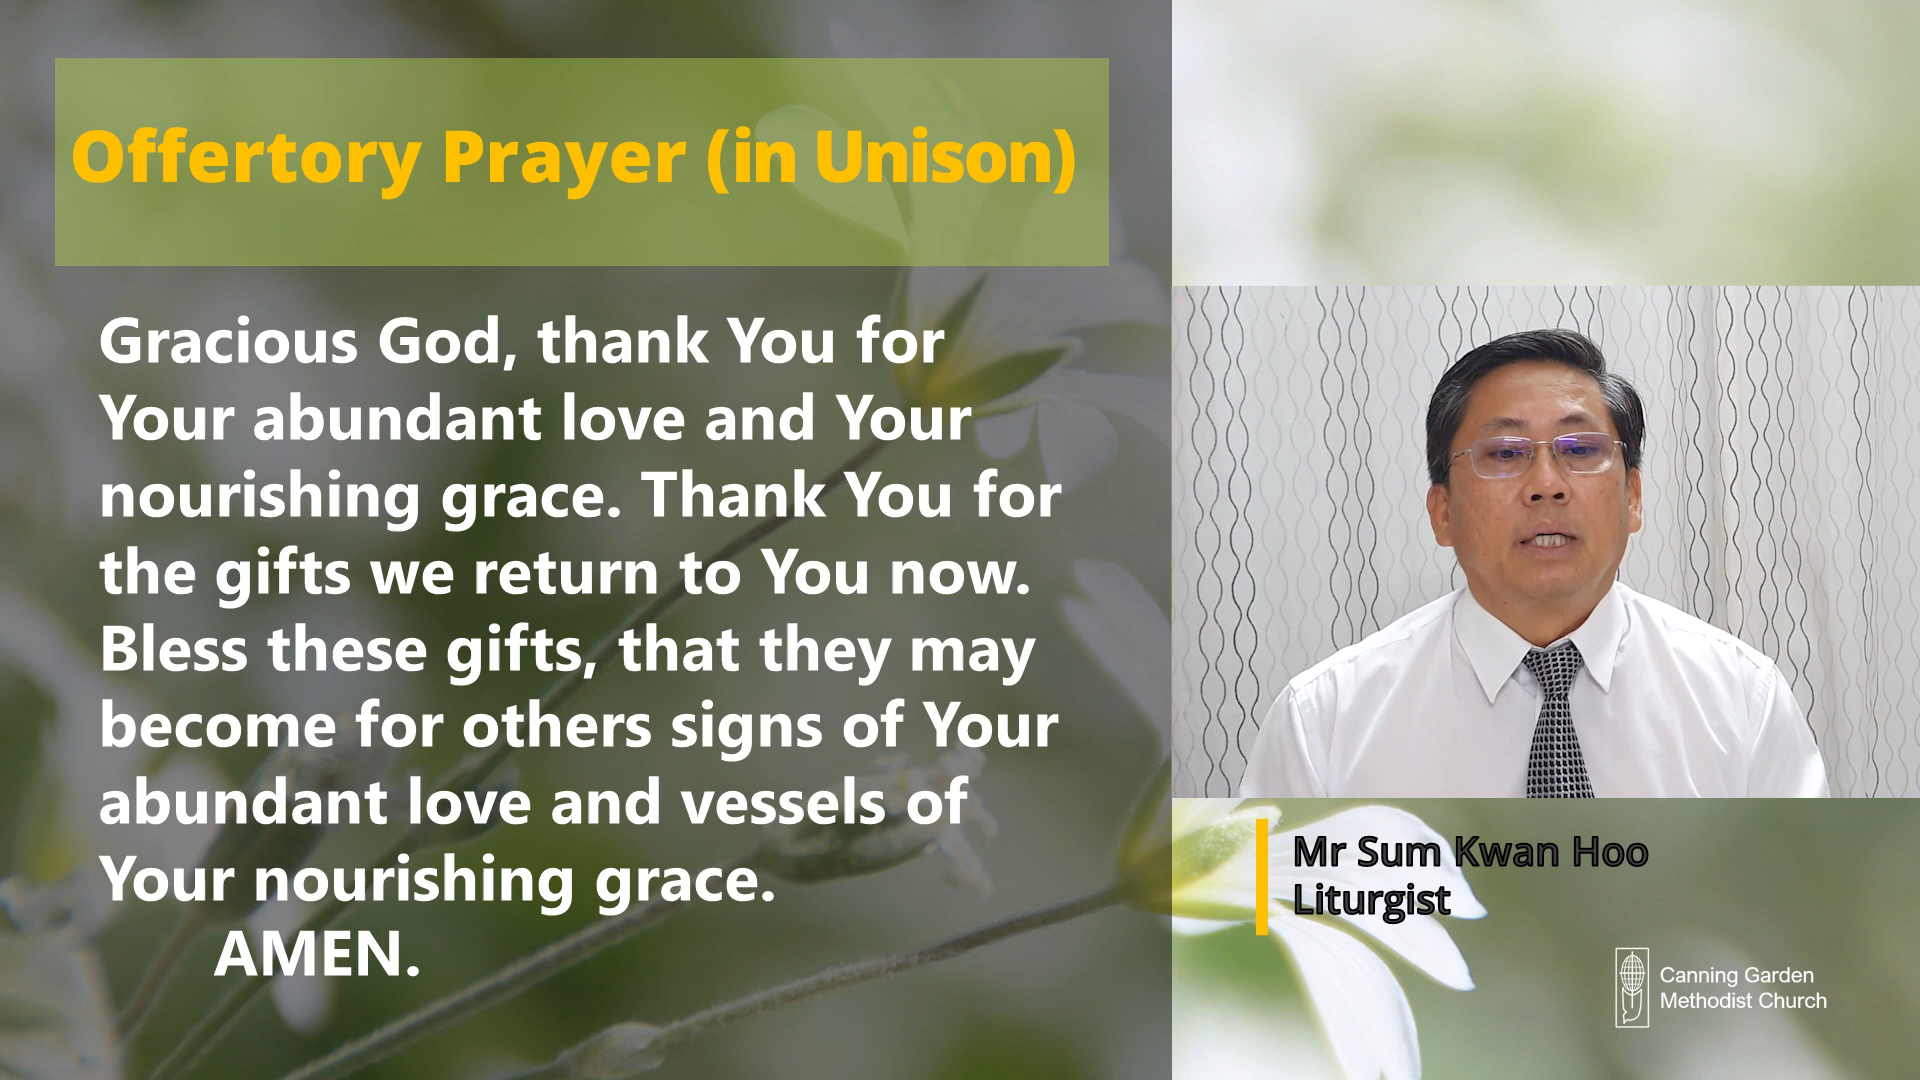 Offertory Prayer (in Unison)
Gracious God, thank You for
Your abundant love and Your
nourishing grace. Thank You for
the gifts we return to You now.
Bless these gifts, that they may
become for others signs of Your
abundant love and vessels of
Your nourishing grace.
AMEN.
Mr Sum Kwan Hoo
Liturgist
Canning Garden
Methodist Church